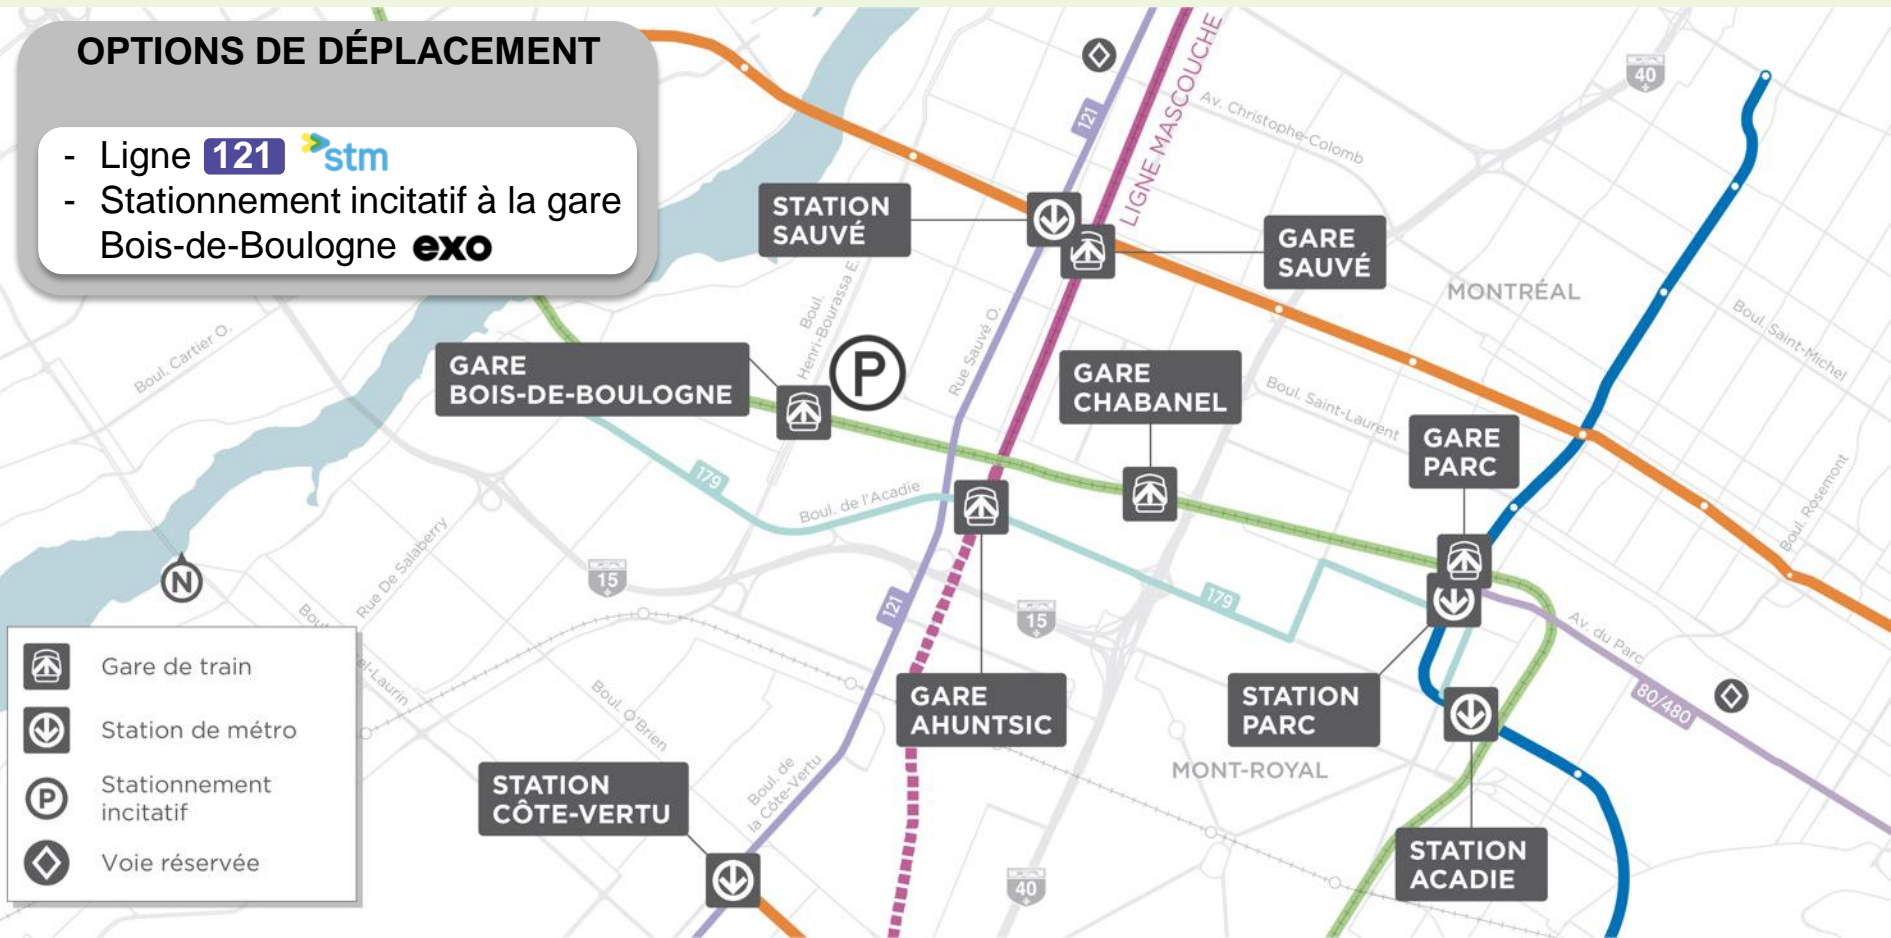 OPTIONS DE DÉPLACEMENT
- Ligne 121 stm
- Stationnement incitatif à la gare
Bois-de-Boulogne exo
121
LIGNE MASCOUCHE
Av. Christophe-Colomb
40
STATION
SAUVÉ
GARE
SAUVÉ
MONTRÉAL
Boul. Saint-Michel
Boul. Cartier O.
Boul.
Henri-Bourassa E.
P
Rue Sauvé O.
GARE
BOIS-DE-BOULOGNE
GARE
CHABANEL
Boul. Saint-Laurent
GARE
PARC
Boul. Rosemont
179
Boul. de l'Acadie
N
Rue De Salaberry
15
121
179
15
Av. du Parc
80/480
Gare de train
Station de métro
P
Stationnement
incitatif
Voie réservée
Boul. O'Brien
GARE
AHUNTSIC
STATION
PARC
MONT-ROYAL
Boul. de
la Côte-Vertu
STATION
CÔTE-VERTU
40
STATION
ACADIE